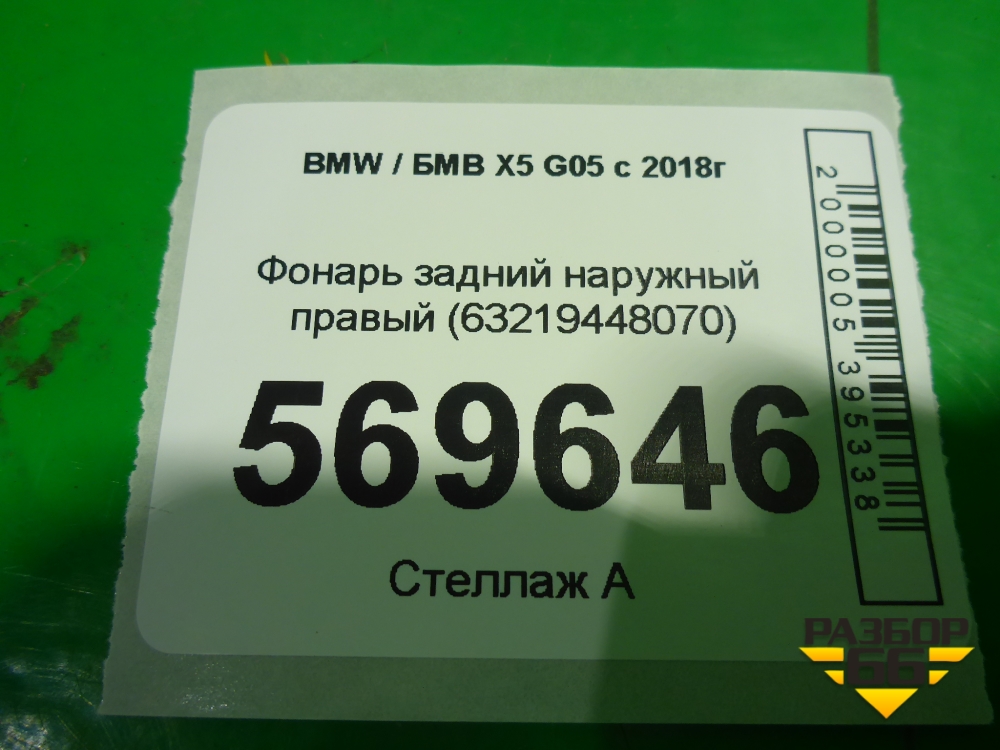 BMW / БМВ X5 G05 с 2018г
Фонарь задний наружный
правый (63219448070)
569646
Стеллаж А
2000005395338
РАЗБОР
66